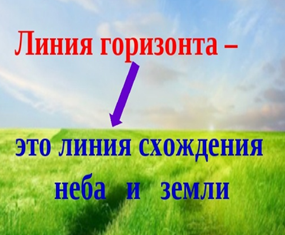 Линия горизонта –
это линия схождения
неба и земли